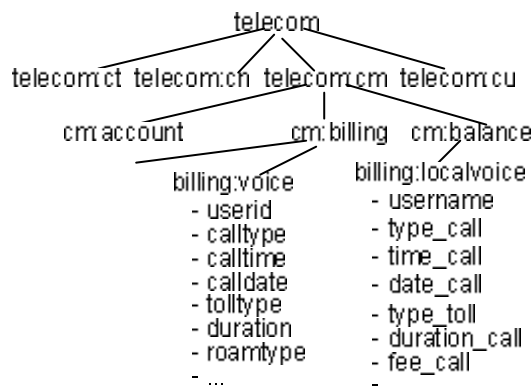 telecom
telecom:ct telecom:cn telecom:cm telecom:cu
cm:account cm:billing cm:balance
billing:voice
- userid
- calltype
- calltime
- calldate
- tolltype
- duration
- roamtype
- ...
billing:localvoice
- username
- type_call
- time_call
- date_call
- type_toll
- duration_call
- fee_call
-